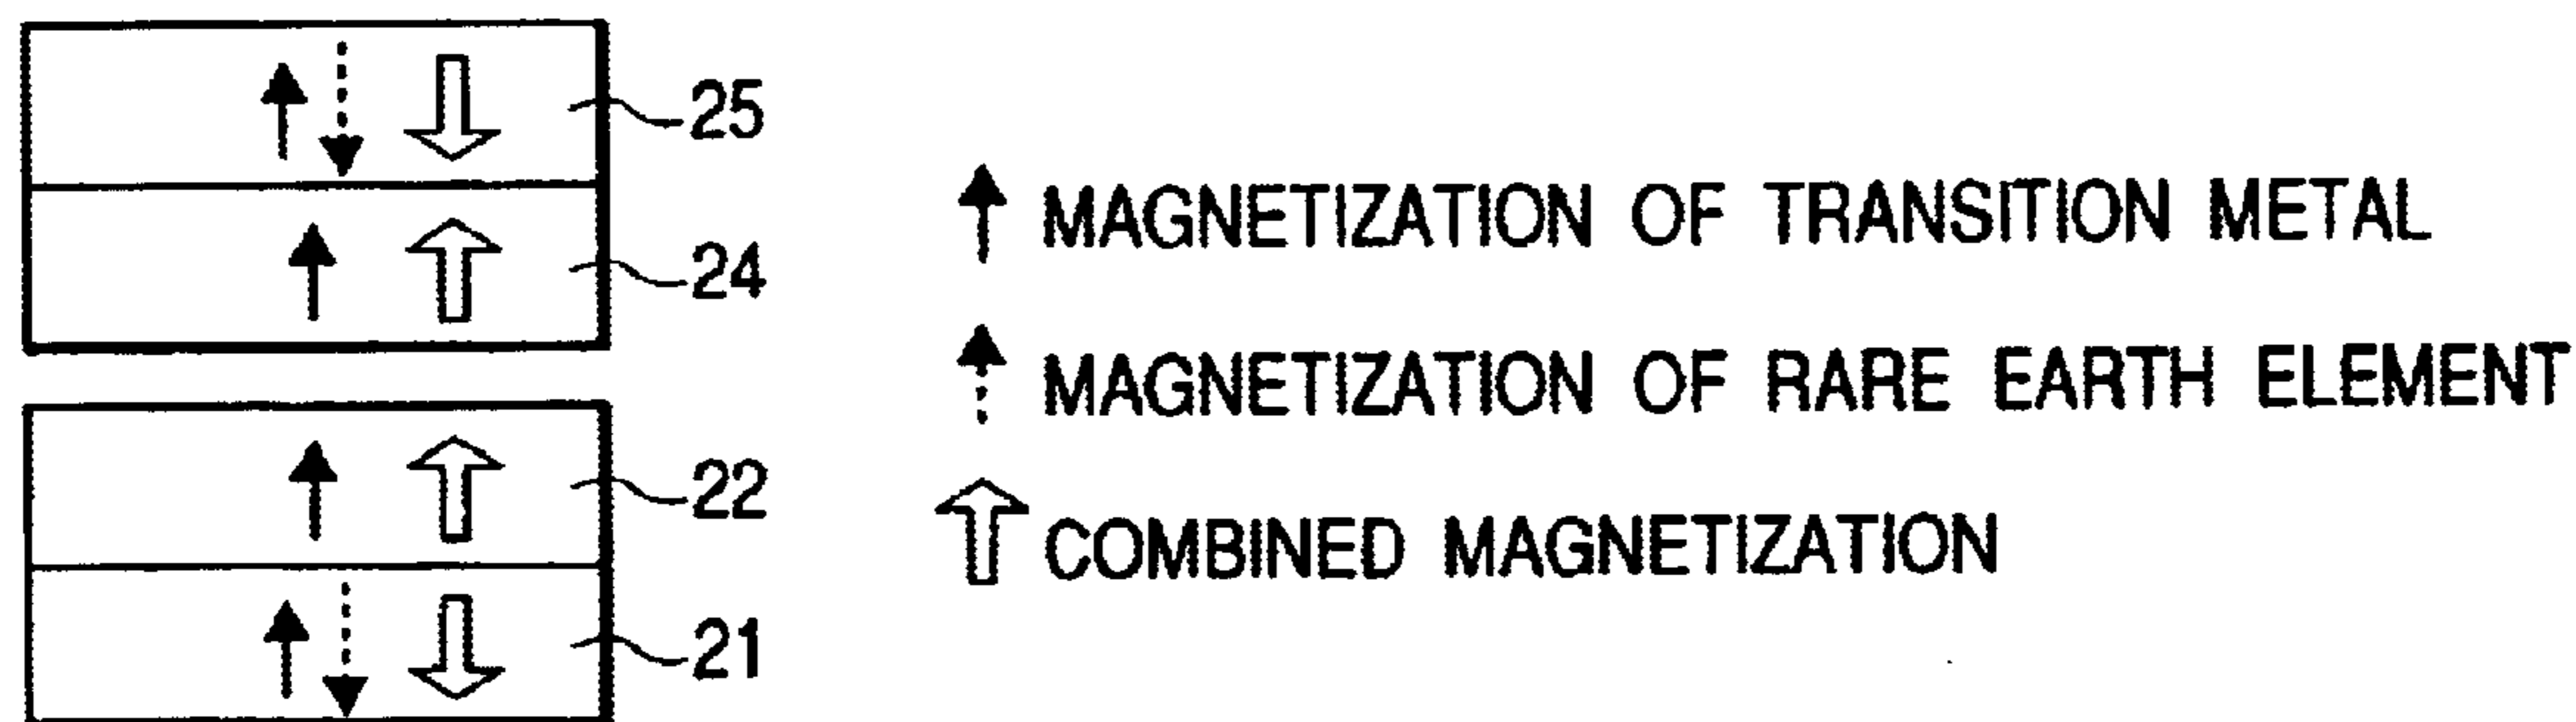 25
24
22
21
MAGNETIZATION OF TRANSITION METAL
MAGNETIZATION OF RARE EARTH ELEMENT
COMBINED MAGNETIZATION